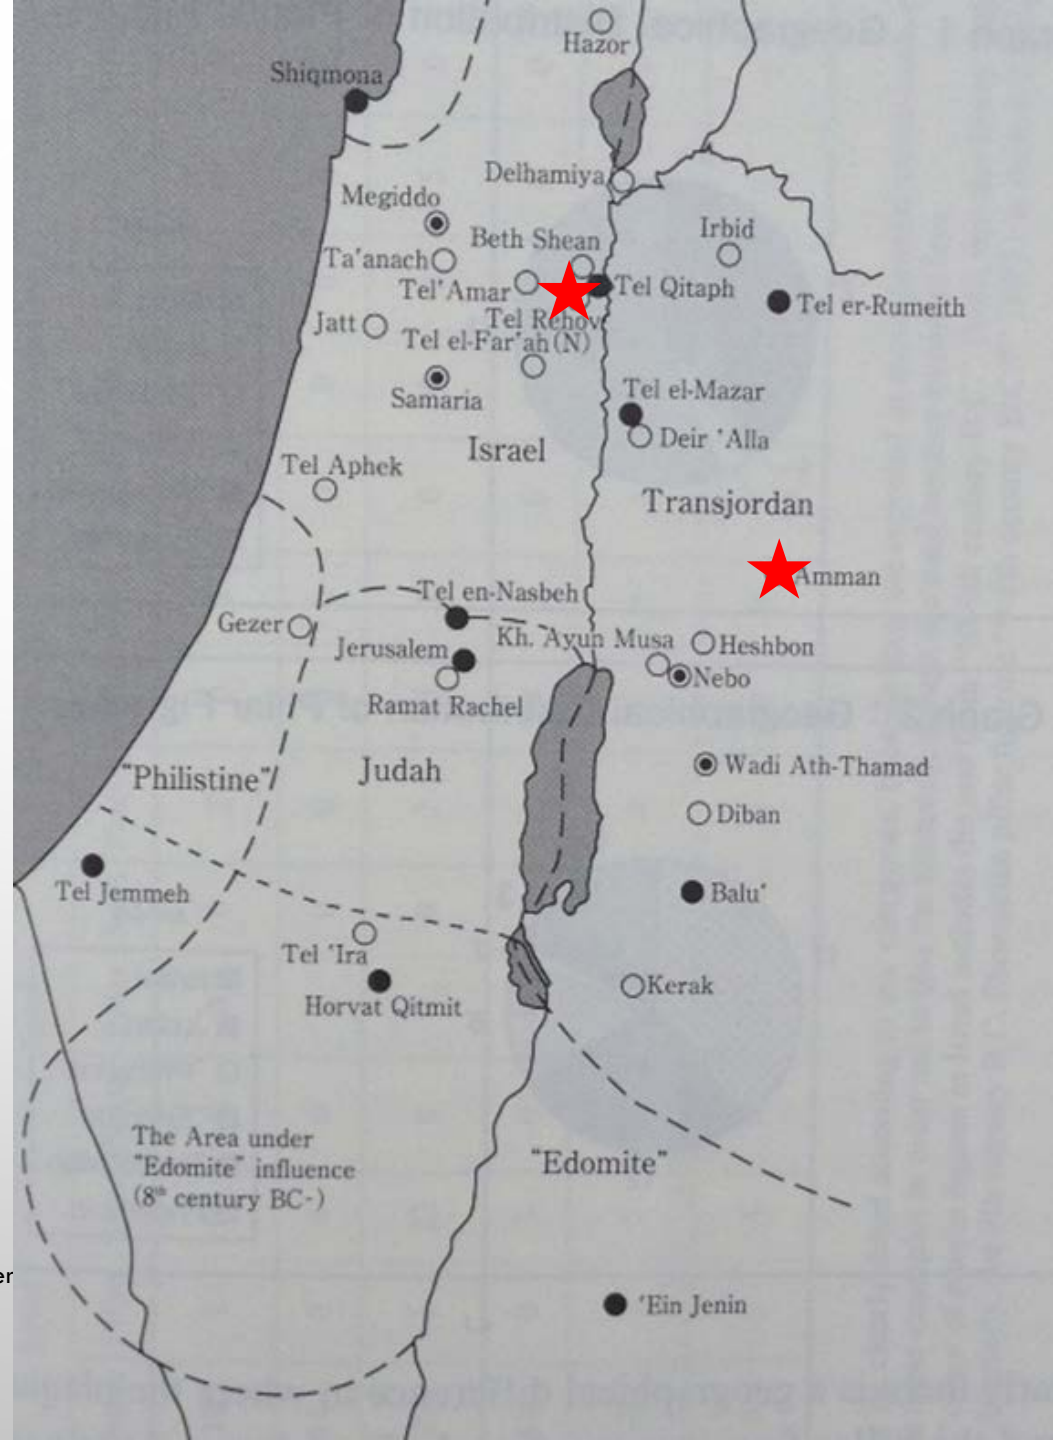 Hazor
Shiqmona
Delhamiya
Megiddo
Irbid
Beth Shean
Ta'anach
Tel 'Amar
Tel Qitaph
Tel er-Rumeith
Jatt
Tel Rehov
Tel el-Far'ah (N)
Tel el-Mazar
Samaria
Deir 'Alla
Israel
Tel Aphek
Transjordan
Amman
Tel en-Nasbeh
Gezer
Kh. Ayun Musa
Heshbon
Jerusalem
Nebo
Ramat Rachel
"Philistine"
Judah
Wadi Ath-Thamad
Diban
Tel Jemmeh
Balu'
Tel 'Ira
Kerak
Horvat Qitmit
The Area under
"Edomite" influence
(8th century BC-)
"Edomite"
er
'Ein Jenin